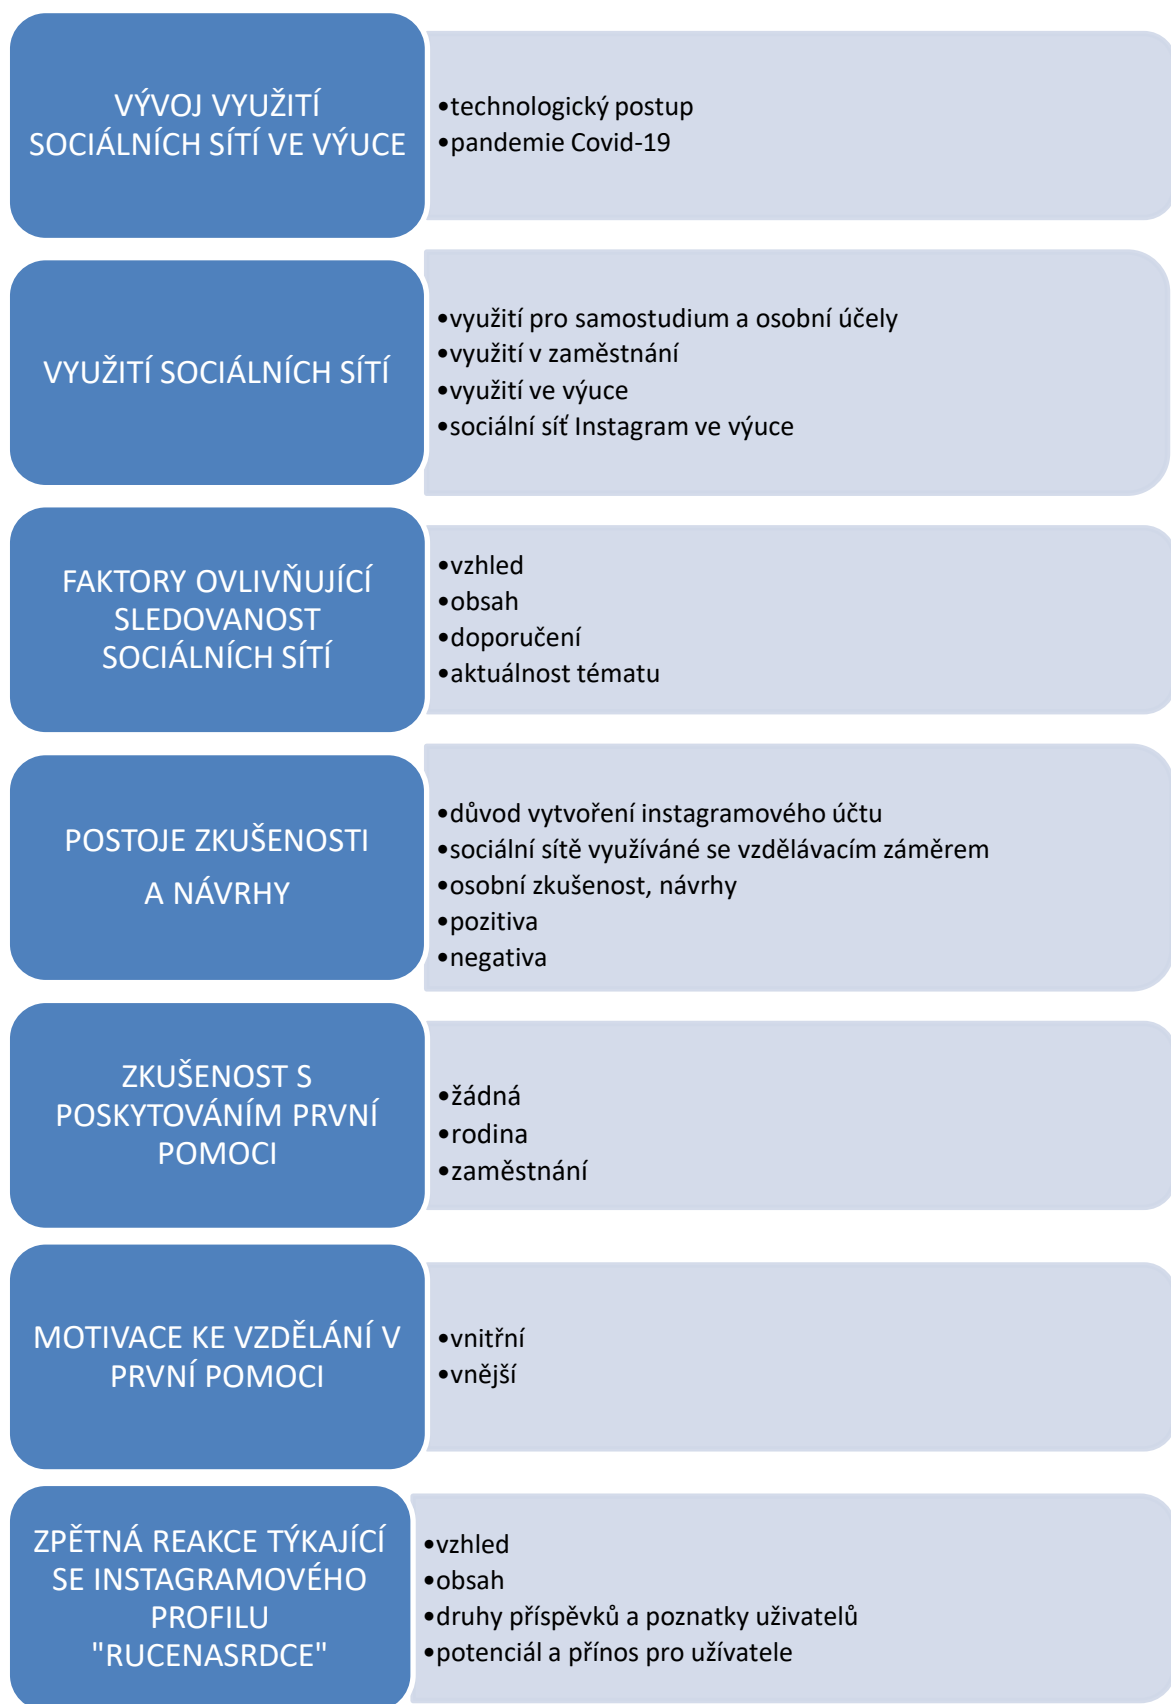 VÝVOJ VYUŽITÍ
SOCIÁLNÍCH SÍTÍ VE VÝUCE
•technologický postup
•pandemie Covid-19
VYUŽITÍ SOCIÁLNÍCH SÍTÍ
•využití pro samostudium a osobní účely
•využití v zaměstnání
•využití ve výuce
•sociální síť Instagram ve výuce
FAKTORY OVLIVŇUJÍCÍ
SLEDOVANOST
SOCIÁLNÍCH SÍTÍ
•vzhled
•obsah
•doporučení
•aktuálnost tématu
POSTOJE ZKUŠENOSTI
A NÁVRHY
•důvod vytvoření instagramového účtu
•sociální sítě využíváné se vzdělávacím záměrem
•osobní zkušenost, návrhy
•pozitiva
•negativa
ZKUŠENOST S
POSKYTOVÁNÍM PRVNÍ
POMOCI
•žádná
•rodina
•zaměstnání
MOTIVACE KE VZDĚLÁNÍ V
PRVNÍ POMOCI
•vnitřní
•vnější
ZPĚTNÁ REAKCE TÝKAJÍCÍ
SE INSTAGRAMOVÉHO
PROFILU
"RUCENASRDCE"
•vzhled
•obsah
•druhy příspěvků a poznatky uživatelů
•potenciál a přínos pro užívatele